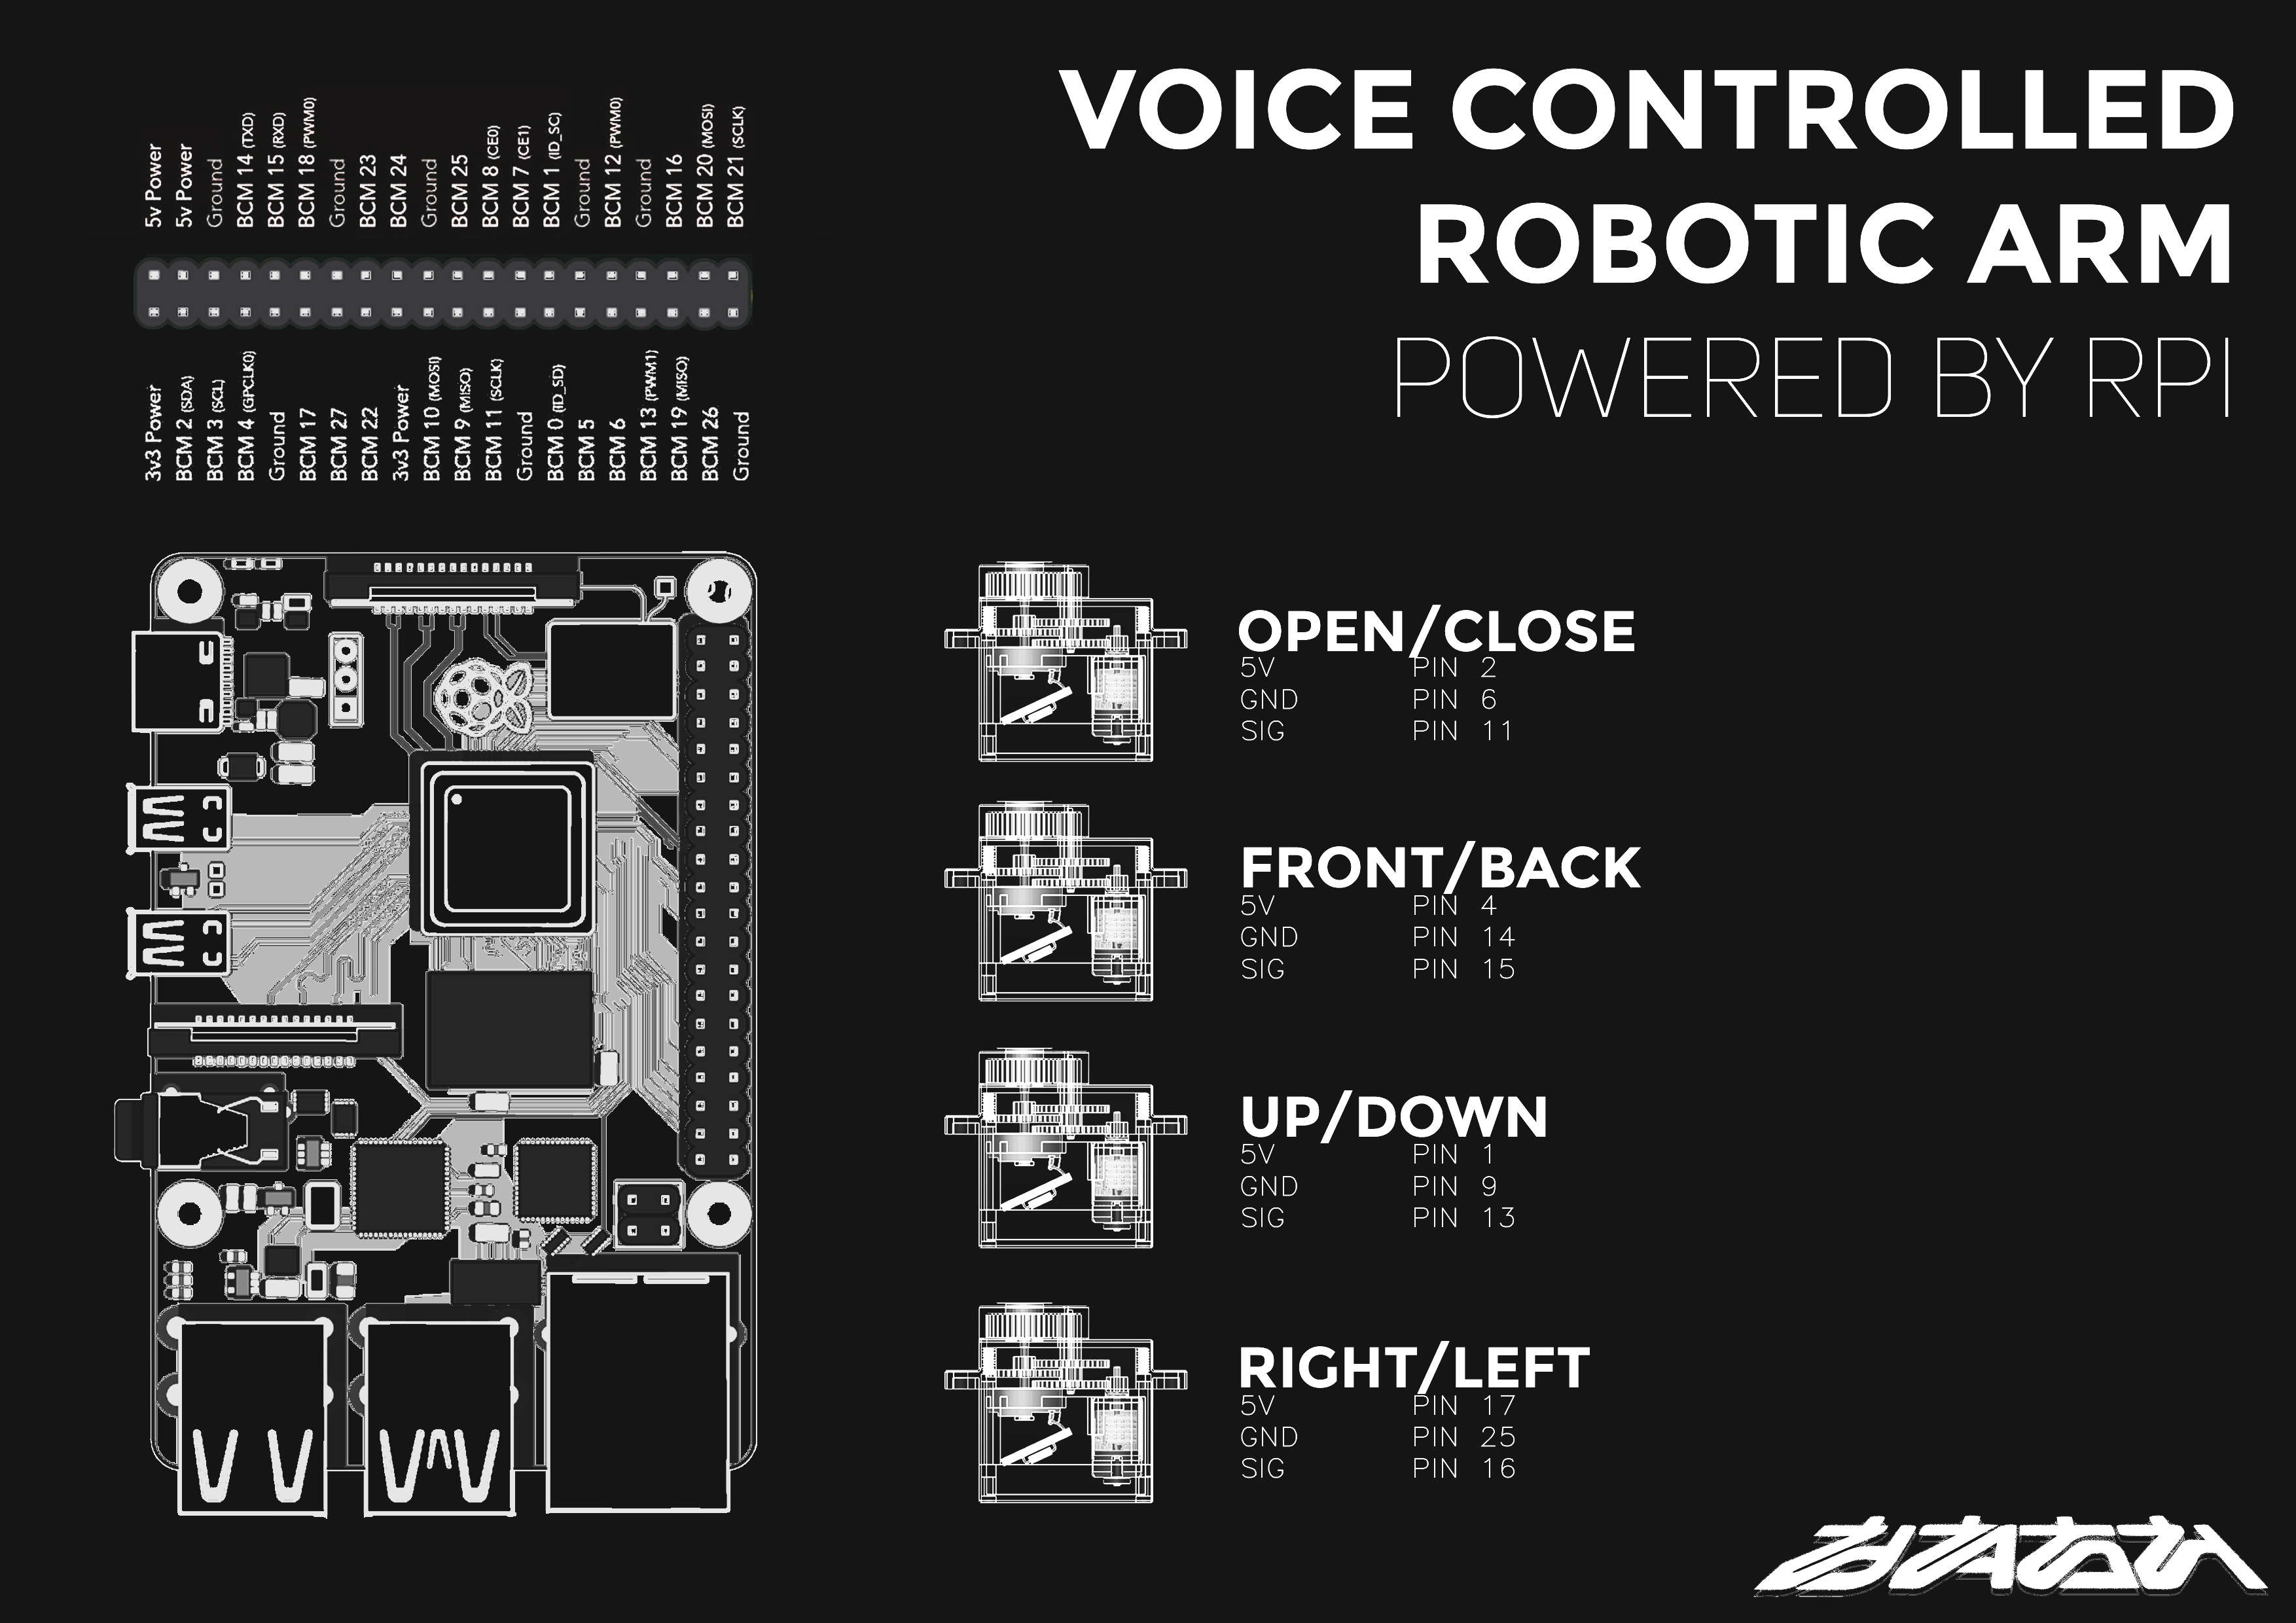 VOICE CONTROLLED
ROBOTIC ARM
POWERED BY RPI
5v Power
5v Power
Ground
BCM 14 (TXD)
BCM 15 (RXD)
BCM 18 (PWM0)
Ground
BCM 23
BCM 24
Ground
BCM 25
BCM 8 (CE0)
BCM 7 (CE1)
BCM 1 (ID_SC)
Ground
BCM 12 (PWM0)
Ground
BCM 16
BCM 20 (MOSI)
BCM 21 (SCLK)
3v3 Power
BCM 2 (SDA)
BCM 3 (SCL)
BCM 4 (GPCLK0)
Ground
BCM 17
BCM 27
BCM 22
3v3 Power
BCM 10 (MOSI)
BCM 9 (MISO)
BCM 11 (SCLK)
Ground
BCM 0 (ID_SD)
BCM 5
BCM 6
BCM 13 (PWM1)
BCM 19 (MISO)
BCM 26
Ground
OPEN/CLOSE
5V PIN 2
GND PIN 6
SIG PIN 11
FRONT/BACK
5V PIN 4
GND PIN 14
SIG PIN 15
UP/DOWN
5V PIN 1
GND PIN 9
SIG PIN 13
RIGHT/LEFT
5V PIN 17
GND PIN 25
SIG PIN 16